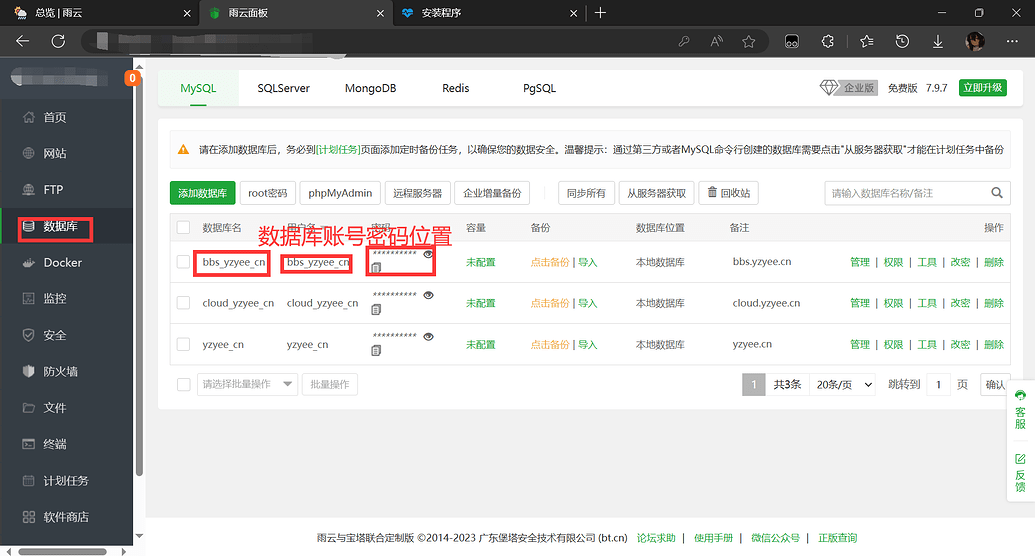 总览 | 雨云
雨云面板
安装程序
0
首页
网站
FTP
数据库
Docker
监控
安全
防火墙
文件
终端
计划任务
软件商店
MySQL SQLServer MongoDB Redis PgSQL 企业版 免费版 7.9.7 立即升级
请在添加数据库后，务必到[计划任务]页面添加定时备份任务，以确保您的数据安全。温馨提示：通过第三方或者MySQL命令行创建的数据库需要点击"从服务器获取"才能在计划任务中备份
添加数据库 root密码 phpMyAdmin 远程服务器 企业增量备份 同步所有 从服务器获取 回收站 请输入数据库名称/备注
数据库账号密码位置
数据库名 用户名 密码 容量 备份 数据库位置 备注 操作
bbs_yzyee_cn bbs_yzyee_cn ********** 未配置 点击备份 | 导入 本地数据库 bbs.yzyee.cn 管理 | 权限 | 工具 | 改密 | 删除
cloud_yzyee_cn cloud_yzyee_cn ********** 未配置 点击备份 | 导入 本地数据库 cloud.yzyee.cn 管理 | 权限 | 工具 | 改密 | 删除
yzyee_cn yzyee_cn ********** 未配置 点击备份 | 导入 本地数据库 yzyee.cn 管理 | 权限 | 工具 | 改密 | 删除
请选择批量操作 批量操作 1 共3条 20条/页 跳转到 1 页 确认
客服
反馈
雨云与宝塔联合定制版 ©2014-2023 广东堡塔安全技术有限公司 (bt.cn) 论坛求助 | 使用手册 | 微信公众号 | 正版查询